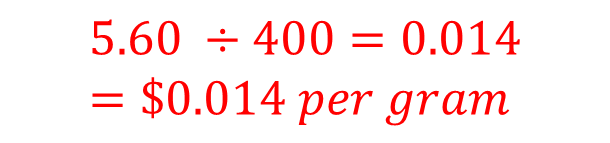 5.60 ÷ 400 = 0.014
= $0.014 per gram